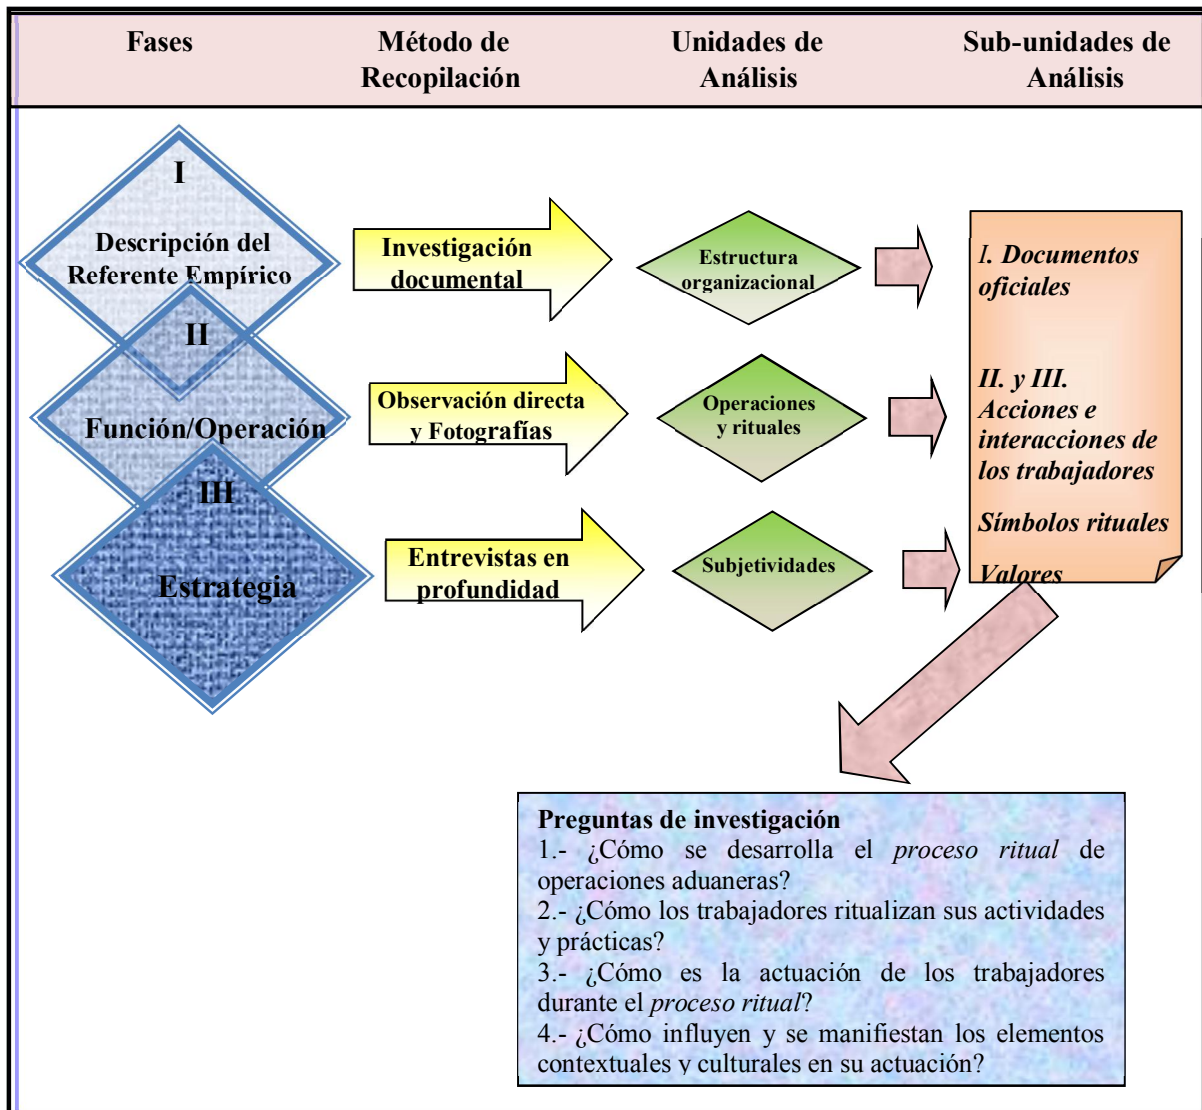 Fases
Método de
Recopilación
Unidades de
Análisis
Sub-unidades de
Análisis
I
Descripción del
Referente Empírico
Investigación
documental
Estructura
organizacional
I. Documentos
oficiales
II
Función/Operación
Observación directa
y Fotografías
Operaciones
y rituales
II. y III.
Acciones e
interacciones de
los trabajadores
Símbolos rituales
Valores
III
Estrategia
Entrevistas en
profundidad
Subjetividades
Preguntas de investigación
1.- ¿Cómo se desarrolla el proceso ritual de
operaciones aduaneras?
2.- ¿Cómo los trabajadores ritualizan sus actividades
y prácticas?
3.- ¿Cómo es la actuación de los trabajadores
durante el proceso ritual?
4.- ¿Cómo influyen y se manifiestan los elementos
contextuales y culturales en su actuación?